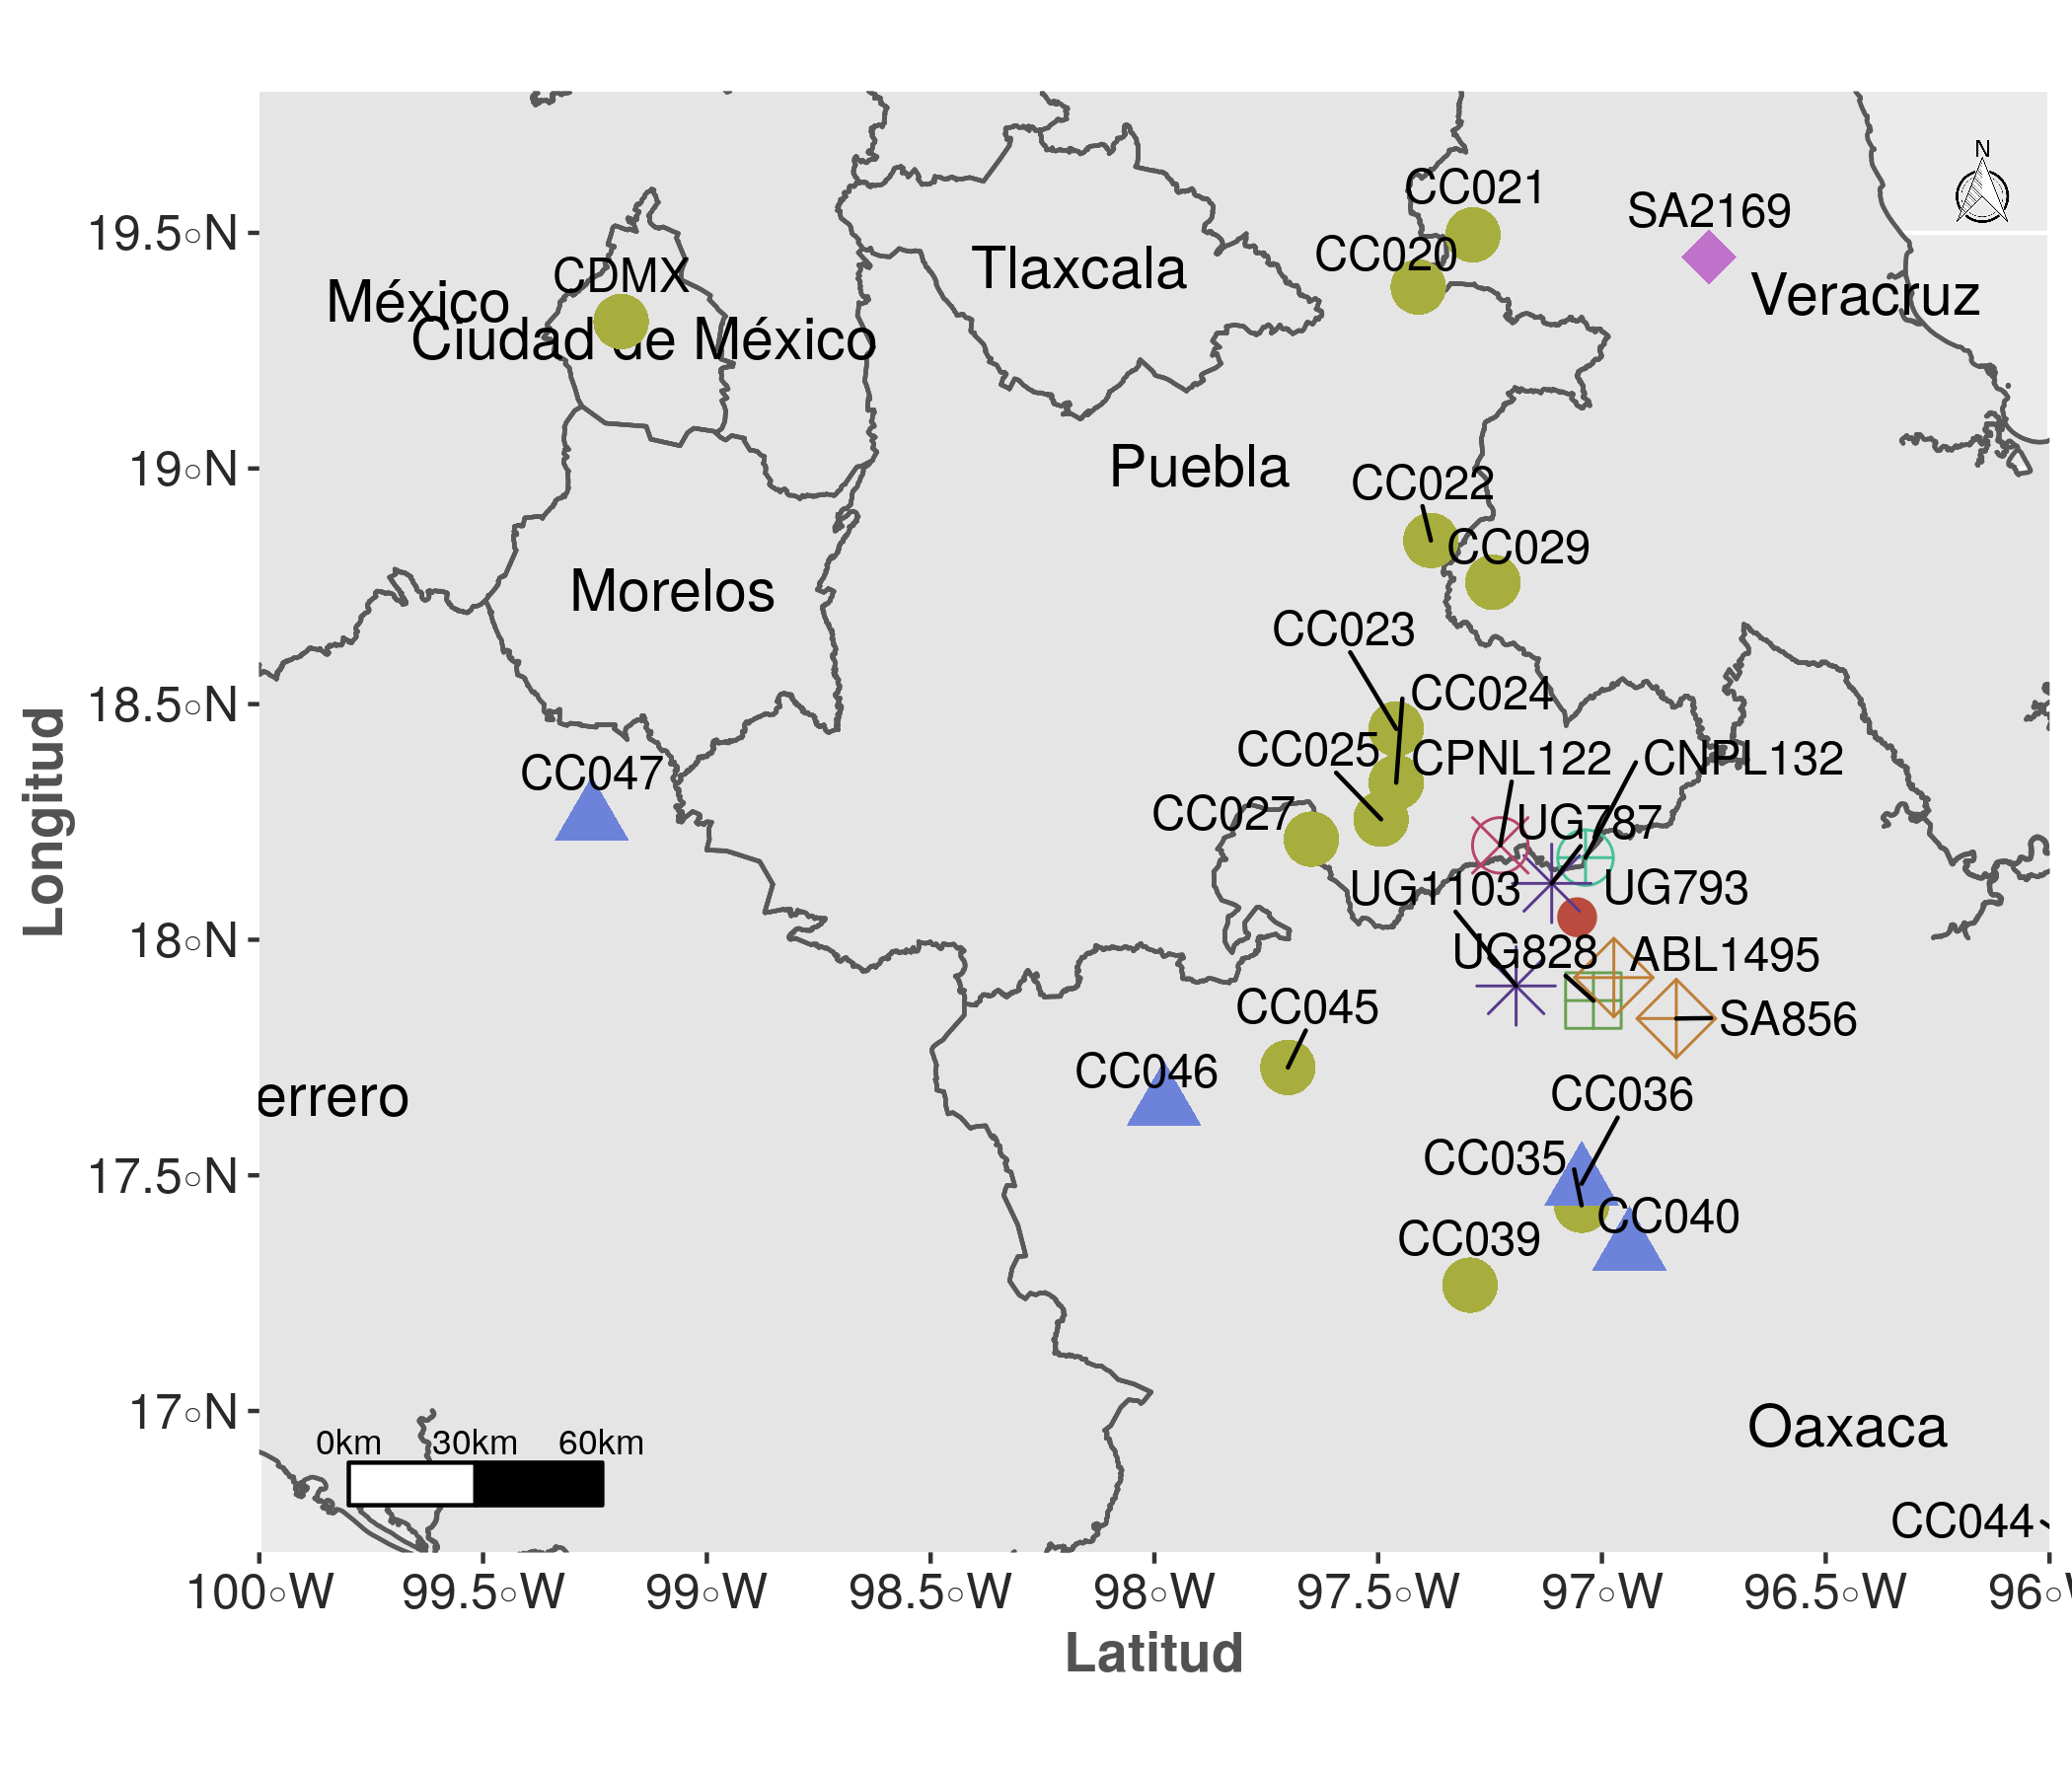 N
CC021
SA2169
19.5◦N
CC020
Tlaxcala
CDMX
México
Veracruz
Ciudad de México
19◦N
Puebla
CC022
CC029
Morelos
CC023
18.5◦N
CC024
CC025
CPNL122
CNPL132
CC047
CC027
UG787
UG1103
UG793
18◦N
UG828
ABL1495
CC045
SA856
CC046
errero
CC036
17.5◦N
CC035
CC040
CC039
17◦N
Oaxaca
0km 30km 60km
CC044
100◦W 99.5◦W 99◦W 98.5◦W 98◦W 97.5◦W 97◦W 96.5◦W 96◦W
Latitud
Longitud